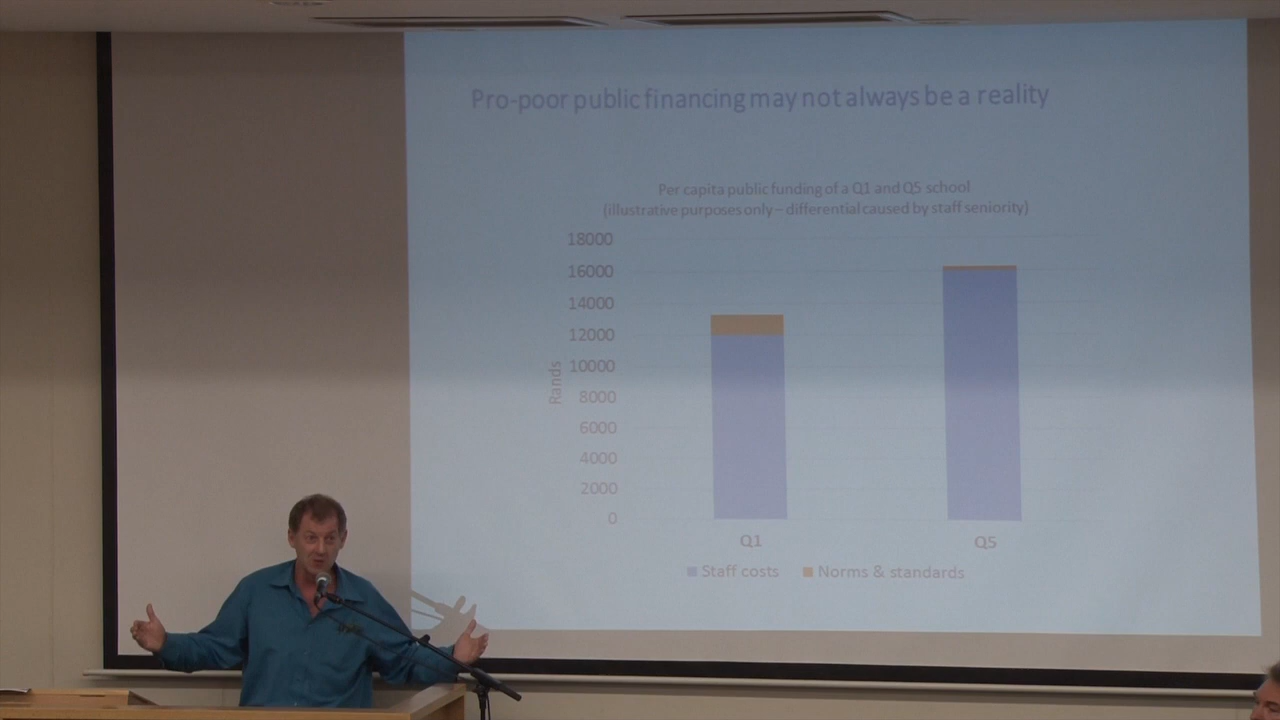 Pro-poor public financing may not always be a reality
Per capita public funding of a Q1 and Q5 school
(illustrative purposes only – differential caused by staff seniority)
18000
16000
14000
12000
10000
8000
6000
4000
2000
0
Rands
Q1
Q5
Staff costs
Norms & standards